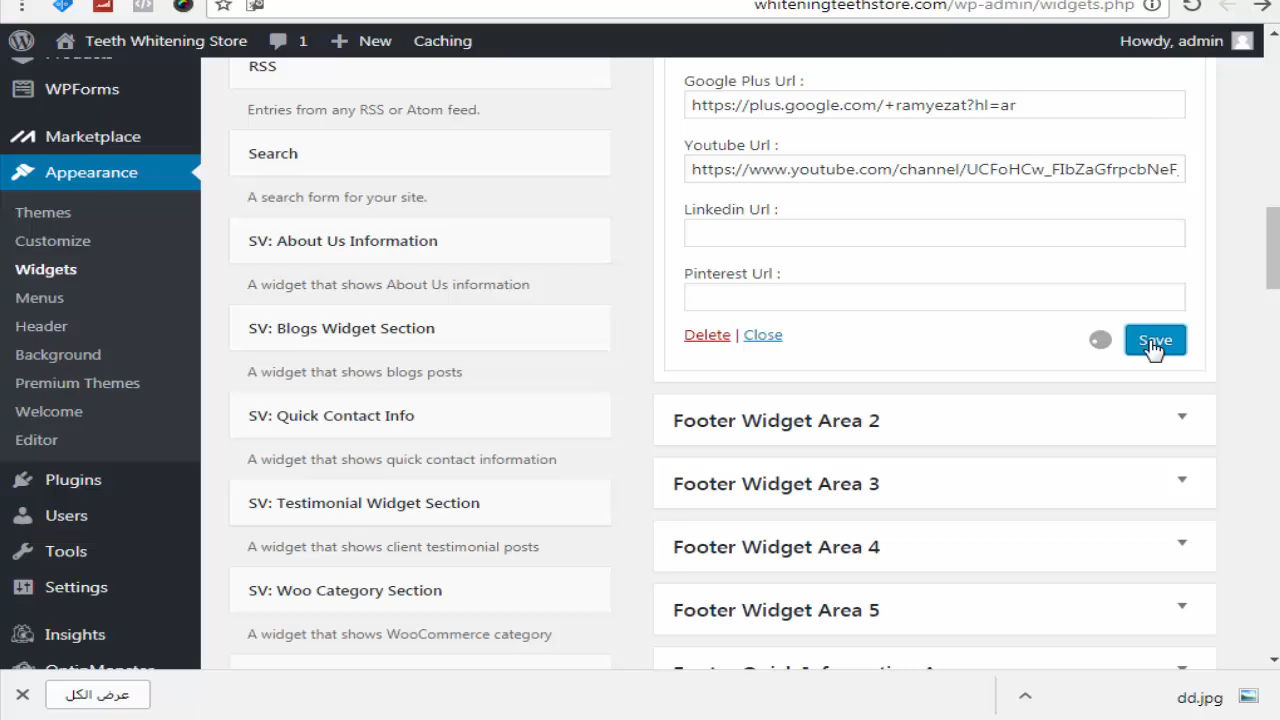 whiteningteethstore.com/wp-admin/widgets.php
Teeth Whitening Store 1 New Caching Howdy, admin
Products
WPForms
Marketplace
Appearance
Themes
Customize
Widgets
Menus
Header
Background
Premium Themes
Welcome
Editor
Plugins
Users
Tools
Settings
Insights
OptinMonster
RSS
Entries from any RSS or Atom feed.
Search
A search form for your site.
SV: About Us Information
A widget that shows About Us information
SV: Blogs Widget Section
A widget that shows blogs posts
SV: Quick Contact Info
A widget that shows quick contact information
SV: Testimonial Widget Section
A widget that shows client testimonial posts
SV: Woo Category Section
A widget that shows WooCommerce category
Google Plus Url :
https://plus.google.com/+ramyezat?hl=ar
Youtube Url :
https://www.youtube.com/channel/UCFoHCw_FIbZaGfrpcbNeF
Linkedin Url :
Pinterest Url :
Delete | Close
Save
Footer Widget Area 2
Footer Widget Area 3
Footer Widget Area 4
Footer Widget Area 5
عرض الكل
dd.jpg